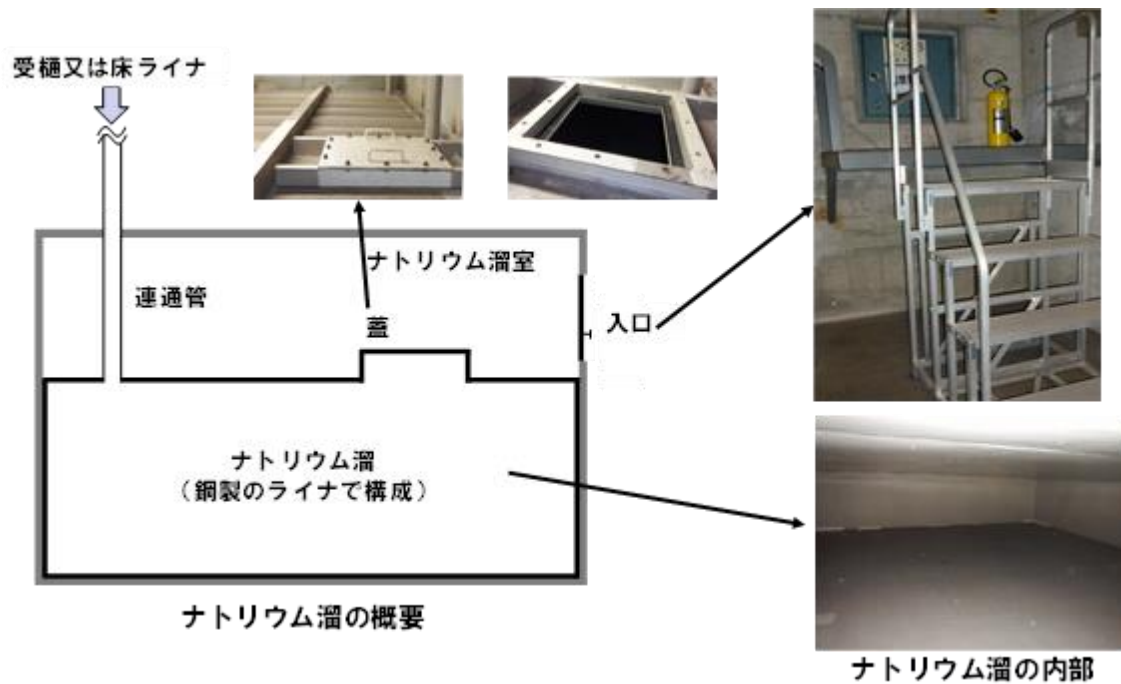 受樋又は床ライナ
ナトリウム溜室
連通管
蓋
入口
ナトリウム溜
（鋼製のライナで構成）
ナトリウム溜の概要
ナトリウム溜の内部